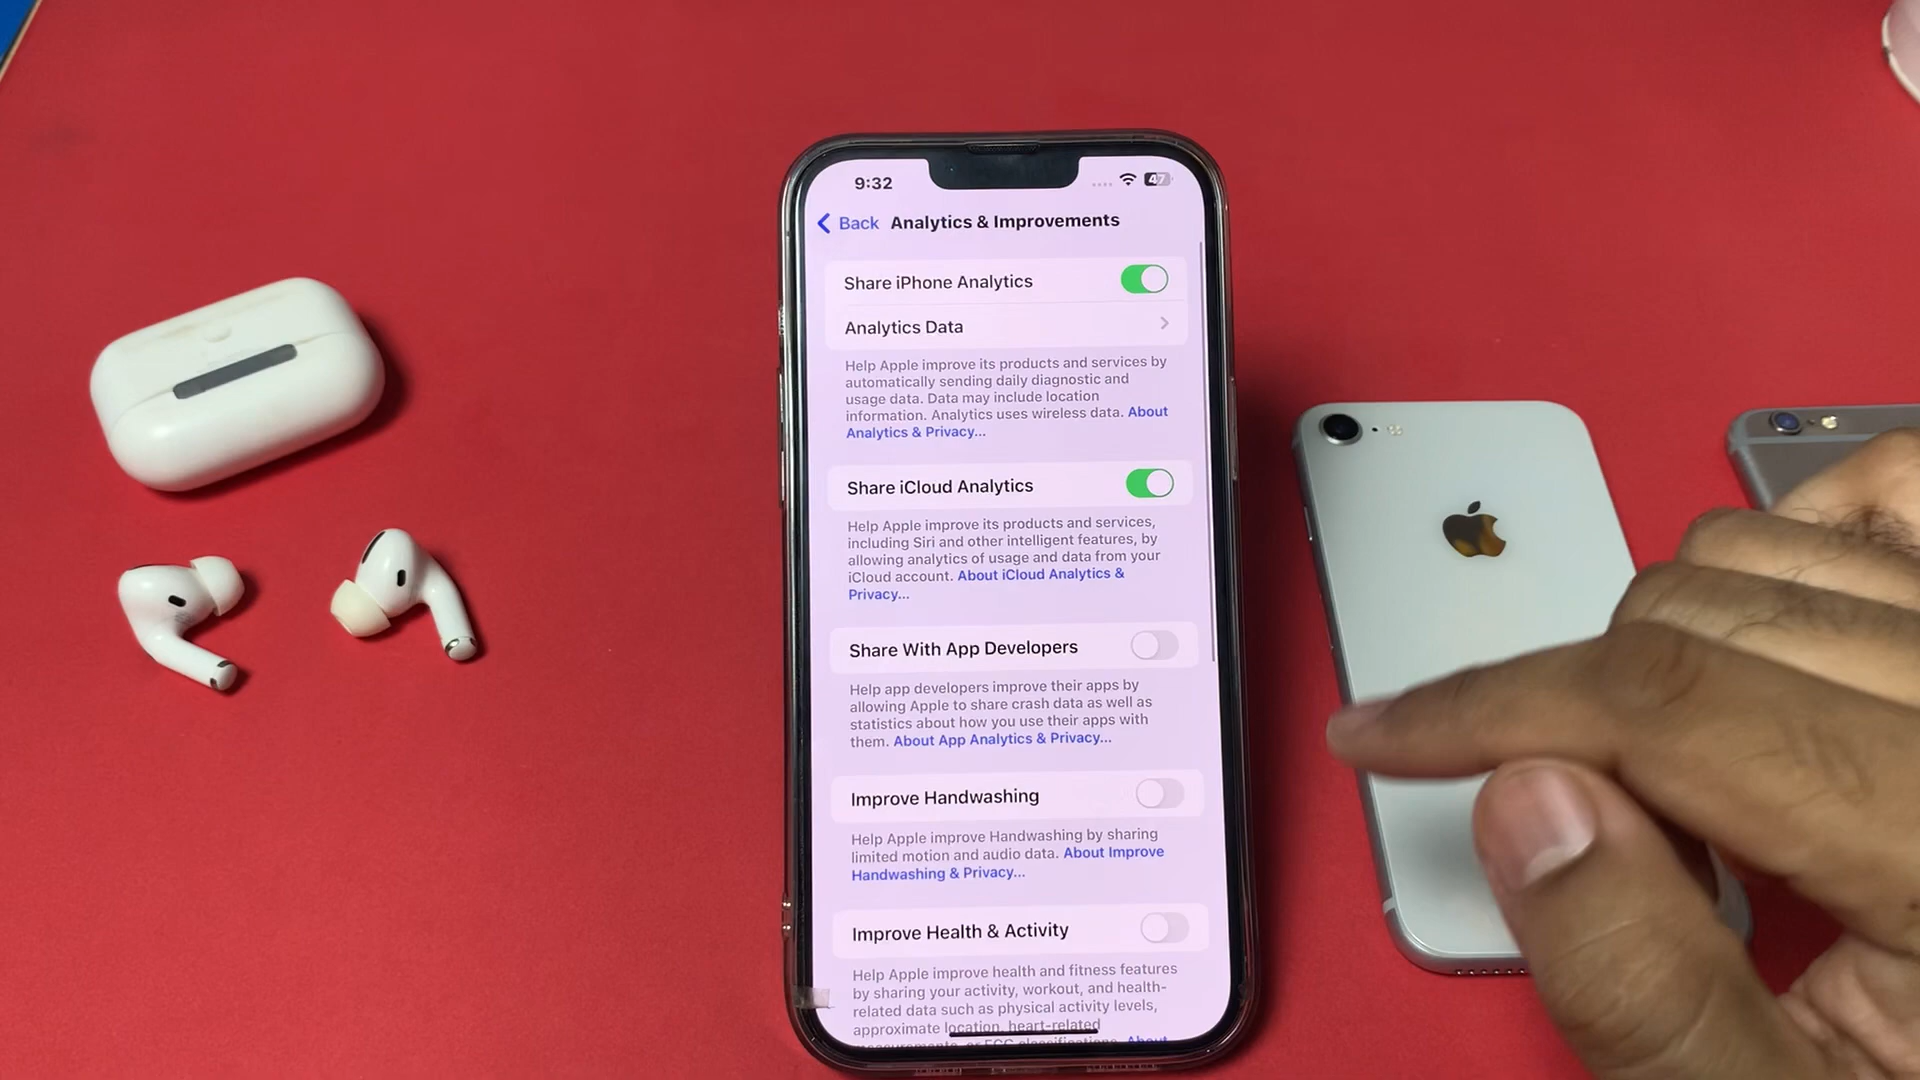 9:32
47
Back Analytics & Improvements
Share iPhone Analytics
Analytics Data
Help Apple improve its products and services by
automatically sending daily diagnostic and
usage data. Data may include location
information. Analytics uses wireless data. About
Analytics & Privacy...
Share iCloud Analytics
Help Apple improve its products and services,
including Siri and other intelligent features, by
allowing analytics of usage and data from your
iCloud account. About iCloud Analytics &
Privacy...
Share With App Developers
Help app developers improve their apps by
allowing Apple to share crash data as well as
statistics about how you use their apps with
them. About App Analytics & Privacy...
Improve Handwashing
Help Apple improve Handwashing by sharing
limited motion and audio data. About Improve
Handwashing & Privacy...
Improve Health & Activity
Help Apple improve health and fitness features
by sharing your activity, workout, and health-
related data such as physical activity levels,
approximate location, heart-related
measurements, or ECG classifications. About